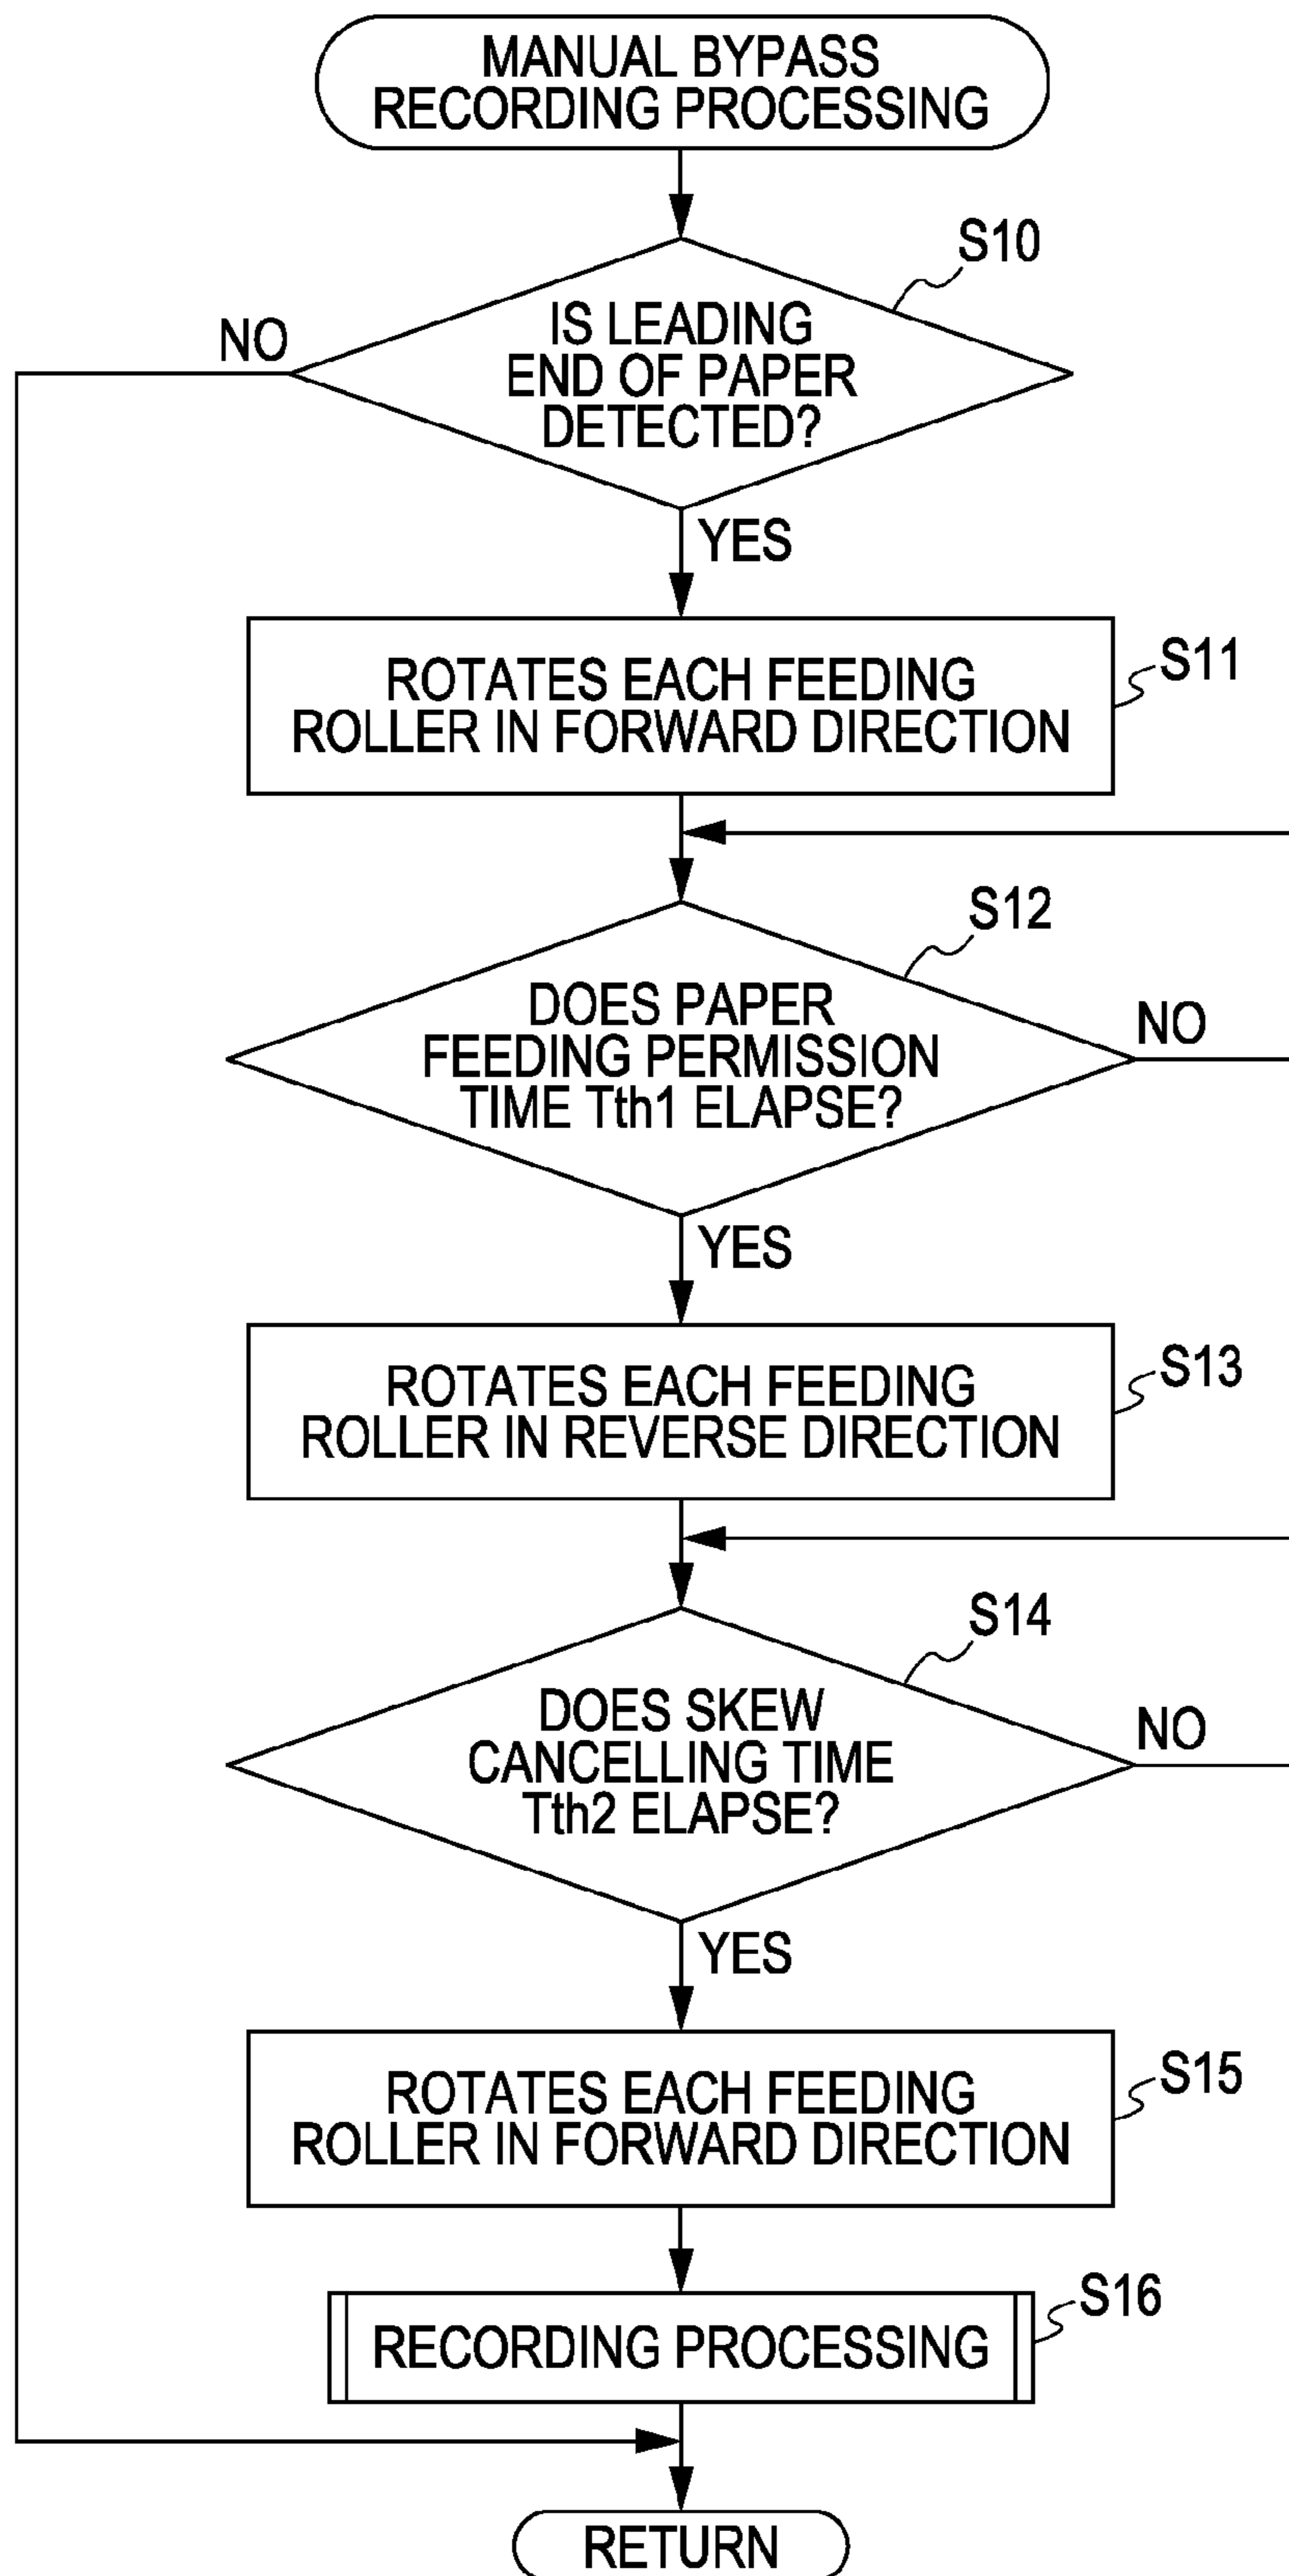 MANUAL BYPASS
RECORDING PROCESSING
S10
NO
IS LEADING
END OF PAPER
DETECTED?
YES
S11
ROTATES EACH FEEDING
ROLLER IN FORWARD DIRECTION
S12
DOES PAPER
FEEDING PERMISSION
TIME Tth1 ELAPSE?
NO
YES
S13
ROTATES EACH FEEDING
ROLLER IN REVERSE DIRECTION
S14
DOES SKEW
CANCELLING TIME
Tth2 ELAPSE?
NO
YES
S15
ROTATES EACH FEEDING
ROLLER IN FORWARD DIRECTION
S16
RECORDING PROCESSING
RETURN